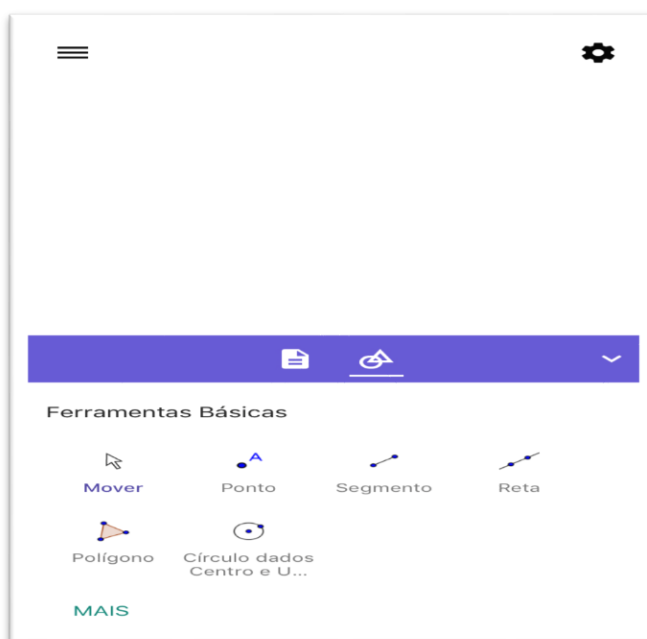 Ferramentas Básicas
A
Mover Ponto Segmento Reta
Polígono Círculo dados
Centro e U...
MAIS